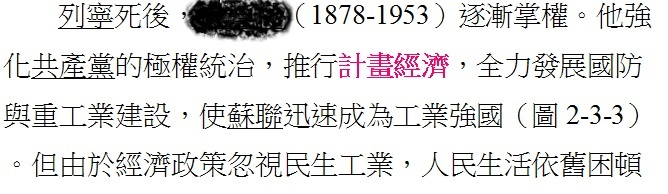 列寧死後，（1878-1953）逐漸掌權。他強
化共產黨的極權統治，推行計畫經濟，全力發展國防
與重工業建設，使蘇聯迅速成為工業強國（圖 2-3-3）
。但由於經濟政策忽視民生工業，人民生活依舊困頓